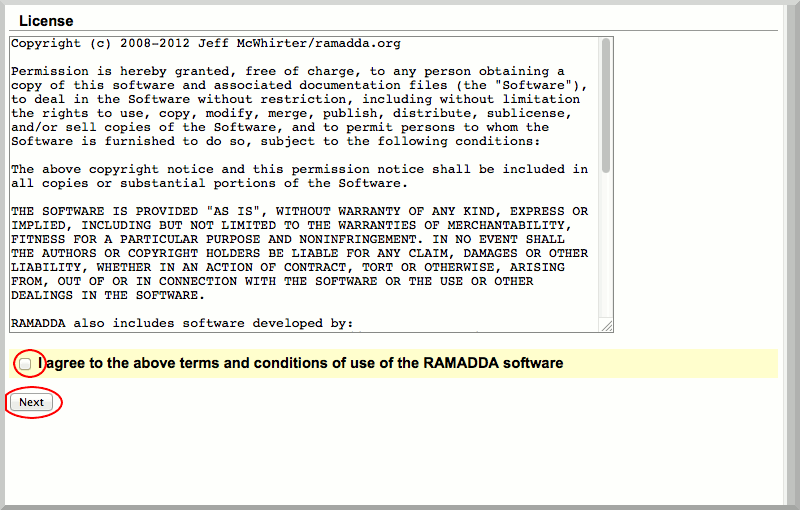 License
Copyright (c) 2008-2012 Jeff McWhirter/ramadda.org
Permission is hereby granted, free of charge, to any person obtaining a
copy of this software and associated documentation files (the "Software"),
to deal in the Software without restriction, including without limitation
the rights to use, copy, modify, merge, publish, distribute, sublicense,
and/or sell copies of the Software, and to permit persons to whom the
Software is furnished to do so, subject to the following conditions:
The above copyright notice and this permission notice shall be included in
all copies or substantial portions of the Software.
THE SOFTWARE IS PROVIDED "AS IS", WITHOUT WARRANTY OF ANY KIND, EXPRESS OR
IMPLIED, INCLUDING BUT NOT LIMITED TO THE WARRANTIES OF MERCHANTABILITY,
FITNESS FOR A PARTICULAR PURPOSE AND NONINFRINGEMENT. IN NO EVENT SHALL
THE AUTHORS OR COPYRIGHT HOLDERS BE LIABLE FOR ANY CLAIM, DAMAGES OR OTHER
LIABILITY, WHETHER IN AN ACTION OF CONTRACT, TORT OR OTHERWISE, ARISING
FROM, OUT OF OR IN CONNECTION WITH THE SOFTWARE OR THE USE OR OTHER
DEALINGS IN THE SOFTWARE.
RAMADDA also includes software developed by:
I agree to the above terms and conditions of use of the RAMADDA software
Next